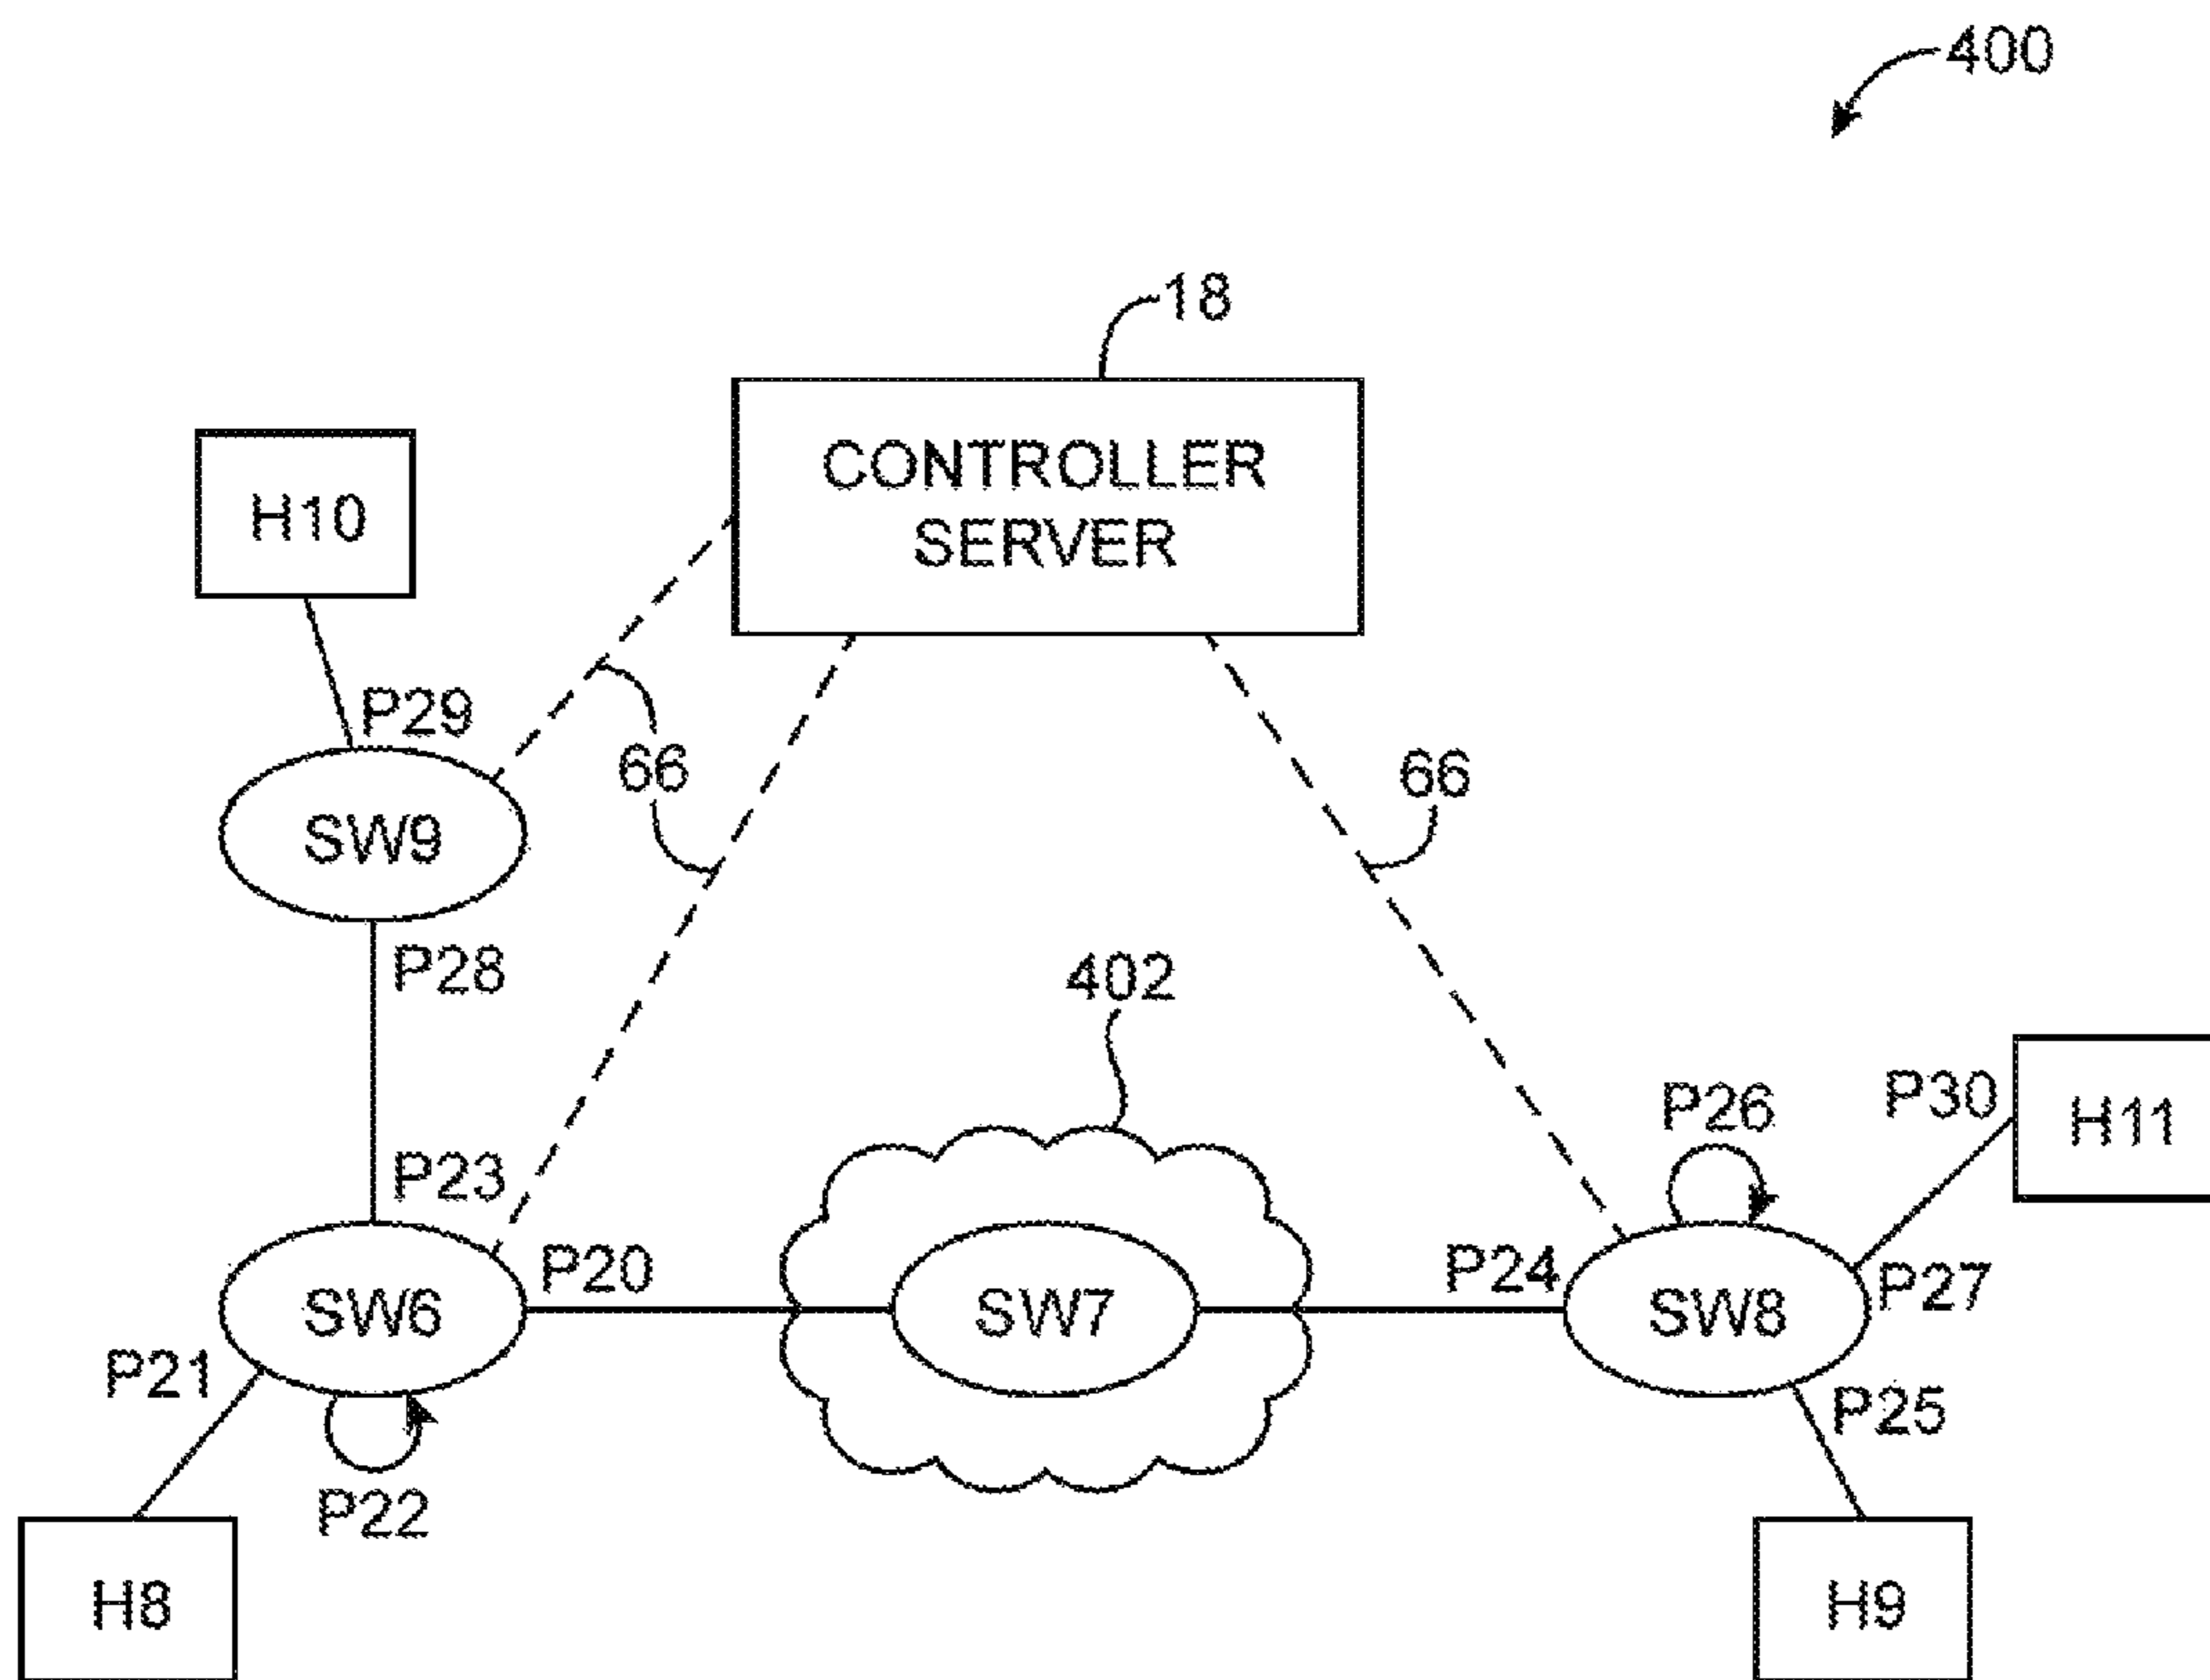 400
18
CONTROLLER
SERVER
H10
P29
66
66
SW9
P28
402
P23
P26
P30
H11
P20
P24
P27
SW6
SW7
SW8
P21
P25
P22
H8
H9